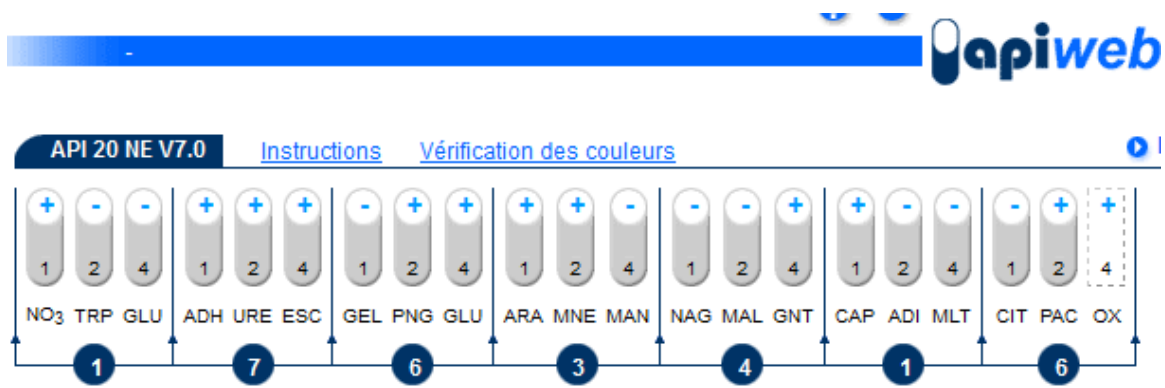 -
apiweb
API 20 NE V7.0 Instructions Vérification des couleurs
+ - - + + + - + + + + - - - + + - - - + +
1 2 4 1 2 4 1 2 4 1 2 4 1 2 4 1 2 4 1 2 4
NO3 TRP GLU ADH URE ESC GEL PNG GLU ARA MNE MAN NAG MAL GNT CAP ADI MLT CIT PAC OX
1 7 6 3 4 1 6